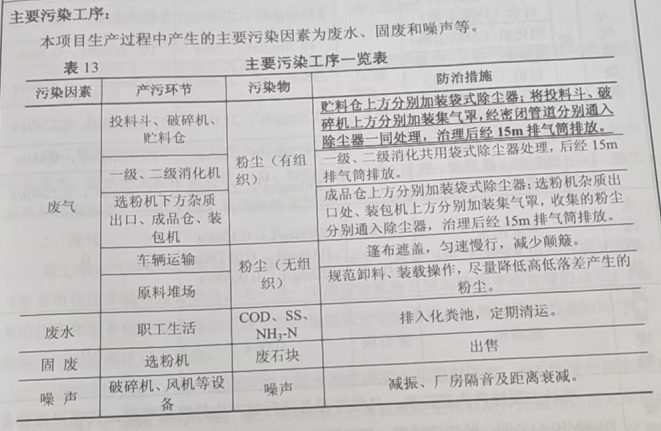 主要污染工序：
本项目生产过程中产生的主要污染因素为废水、固废和噪声等。
表 13 主要污染工序一览表
污染因素 产污环节 污染物 防治措施
废气
投料斗、破碎机、
贮料仓
粉尘（有组
织）
贮料仓上方分别加装袋式除尘器；将投料斗、破
碎机上方分别加装集气罩，经密闭管道分别通入
除尘器一同处理，治理后经 15m 排气筒排放。
一级、二级消化机
一级、二级消化共用袋式除尘器处理，后经 15m
排气筒排放。
选粉机下方杂质
出口、成品仓、装
包机
成品仓上方分别加装袋式除尘器；选粉机杂质出
口处、装包机上方分别加装集气罩，收集的粉尘
分别通入除尘器，治理后经 15m 排气筒排放。
车辆运输
粉尘（无组
织）
篷布遮盖，匀速慢行，减少颠簸。
原料堆场
规范卸料、装载操作，尽量降低高低落差产生的
粉尘。
废水 职工生活
COD、SS、
NH3-N
排入化粪池，定期清运。
固 废 选粉机 废石块 出售
噪 声
破碎机、风机等设
备
噪声 减振、厂房隔音及距离衰减。